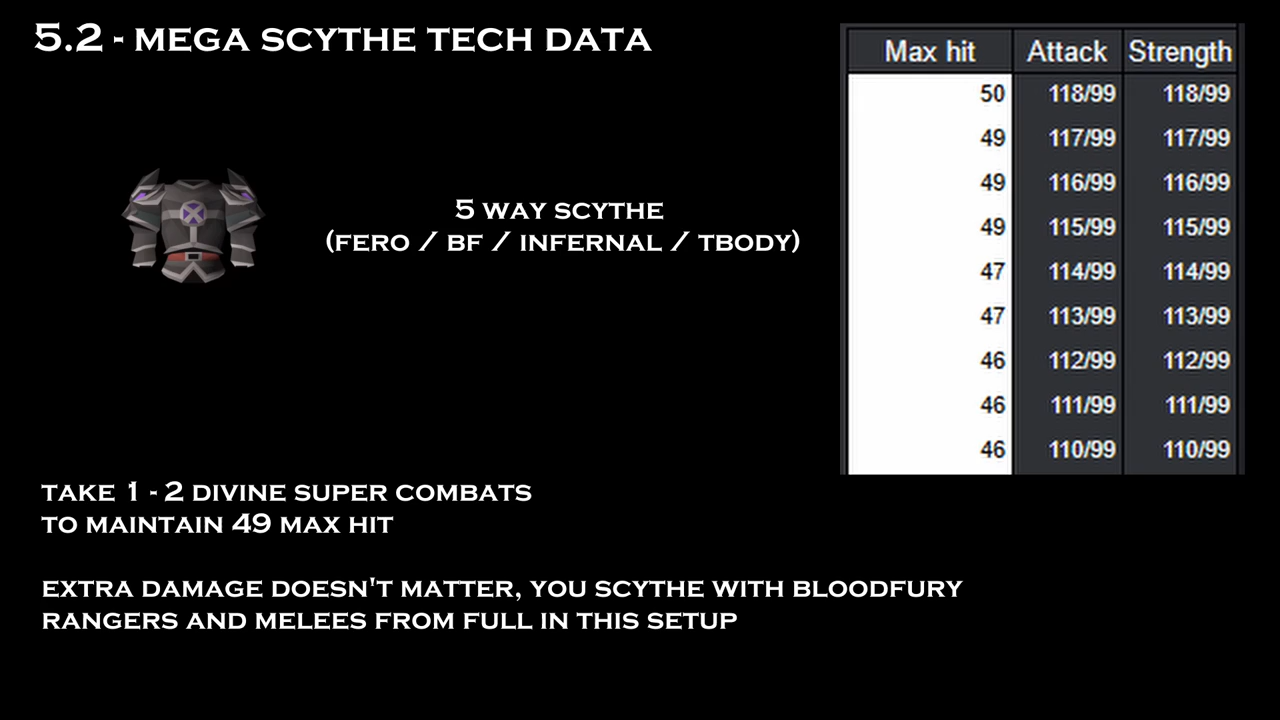 5.2 - MEGA SCYTHE TECH DATA
5 WAY SCYTHE
(FERO / BF / INFERNAL / TBODY)
Max hit Attack Strength
50 118/99 118/99
49 117/99 117/99
49 116/99 116/99
49 115/99 115/99
47 114/99 114/99
47 113/99 113/99
46 112/99 112/99
46 111/99 111/99
46 110/99 110/99
TAKE 1 - 2 DIVINE SUPER COMBATS
TO MAINTAIN 49 MAX HIT
EXTRA DAMAGE DOESN'T MATTER, YOU SCYTHE WITH BLOODFURY
RANGERS AND MELEES FROM FULL IN THIS SETUP